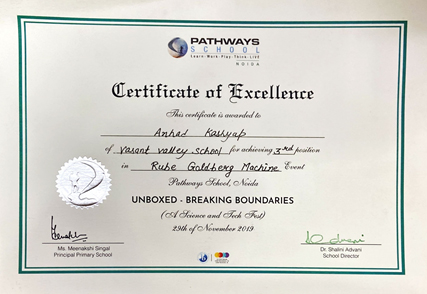 PATHWAYS
SCHOOL
Learn·Work·Play·Think·LIVE
NOIDA
Certificate of Excellence
This certificate is awarded to
Anhad Kashyap
of Vasant Valley School for achieving 3rd position
in Rube Goldberg Machine Event
Pathways School, Noida
UNBOXED - BREAKING BOUNDARIES
(A Science and Tech Fest)
29th of November 2019
Ms. Meenakshi Singal
Principal Primary School
Dr. Shalini Advani
School Director